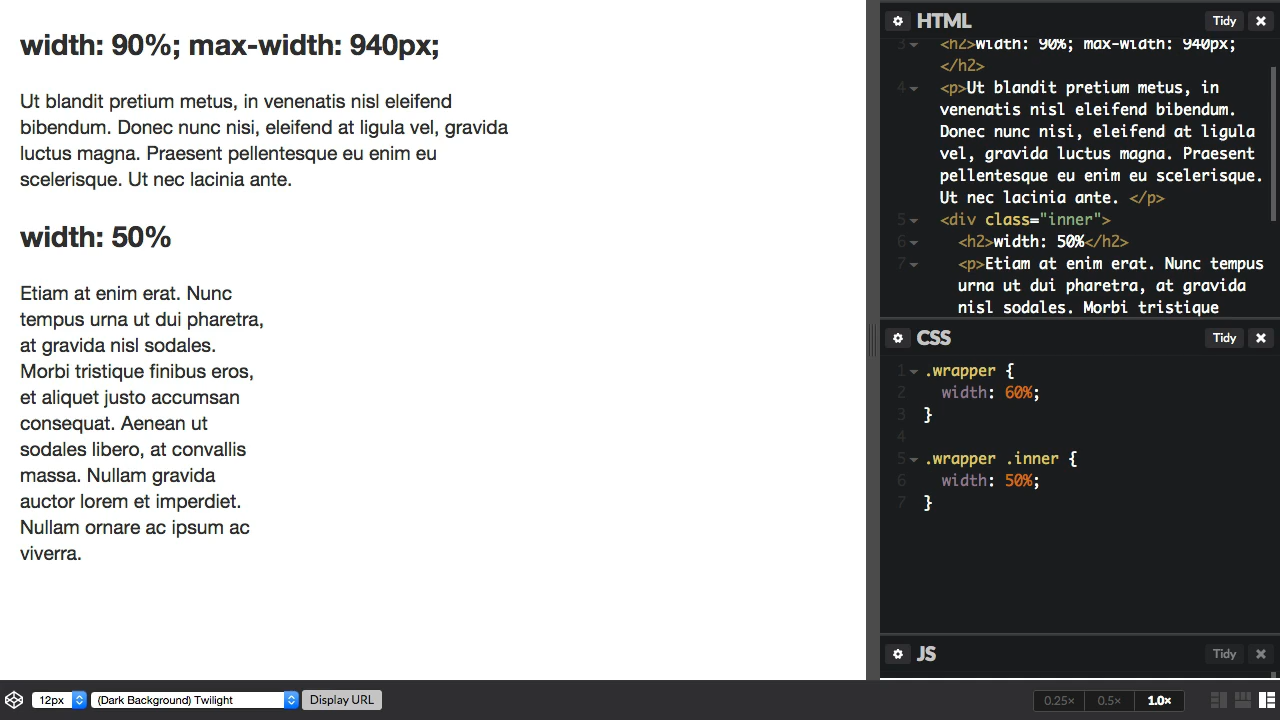 width: 90%; max-width: 940px;
Ut blandit pretium metus, in venenatis nisl eleifend
bibendum. Donec nunc nisi, eleifend at ligula vel, gravida
luctus magna. Praesent pellentesque eu enim eu
scelerisque. Ut nec lacinia ante.
width: 50%
Etiam at enim erat. Nunc
tempus urna ut dui pharetra,
at gravida nisl sodales.
Morbi tristique finibus eros,
et aliquet justo accumsan
consequat. Aenean ut
sodales libero, at convallis
massa. Nullam gravida
auctor lorem et imperdiet.
Nullam ornare ac ipsum ac
viverra.
HTML Tidy
3 <h2>width: 90%; max-width: 940px;
</h2>
4 <p>Ut blandit pretium metus, in
venenatis nisl eleifend bibendum.
Donec nunc nisi, eleifend at ligula
vel, gravida luctus magna. Praesent
pellentesque eu enim eu scelerisque.
Ut nec lacinia ante. </p>
5 <div class="inner">
6 <h2>width: 50%</h2>
7 <p>Etiam at enim erat. Nunc tempus
urna ut dui pharetra, at gravida
nisl sodales. Morbi tristique
CSS Tidy
1 .wrapper {
2 width: 60%;
3 }
4
5 .wrapper .inner {
6 width: 50%;
7 }
JS Tidy
12px (Dark Background) Twilight Display URL 0.25× 0.5× 1.0×